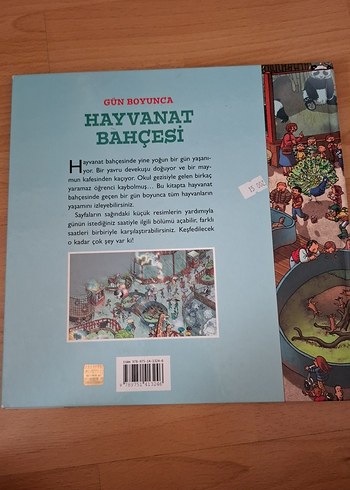 GÜN BOYUNCA
HAYVANAT
BAHÇESİ
Hayvanat bahçesinde yine yoğun bir gün yaşanı-
yor. Bir yavru devekuşu doğuyor ve bir may-
mun kafesinden kaçıyor. Okul gezisiyle gelen birkaç
yaramaz öğrenci kaybolmuş... Bu kitapta hayvanat
bahçesinde geçen bir gün boyunca tüm hayvanların
yaşamını izleyebilirsiniz.
Sayfaların sağındaki küçük resimlerin yardımıyla
günün istediğiniz saatiyle ilgili bölümü açabilir, farklı
saatleri birbiriyle karşılaştırabilirsiniz. Keşfedilecek
o kadar çok şey var ki!